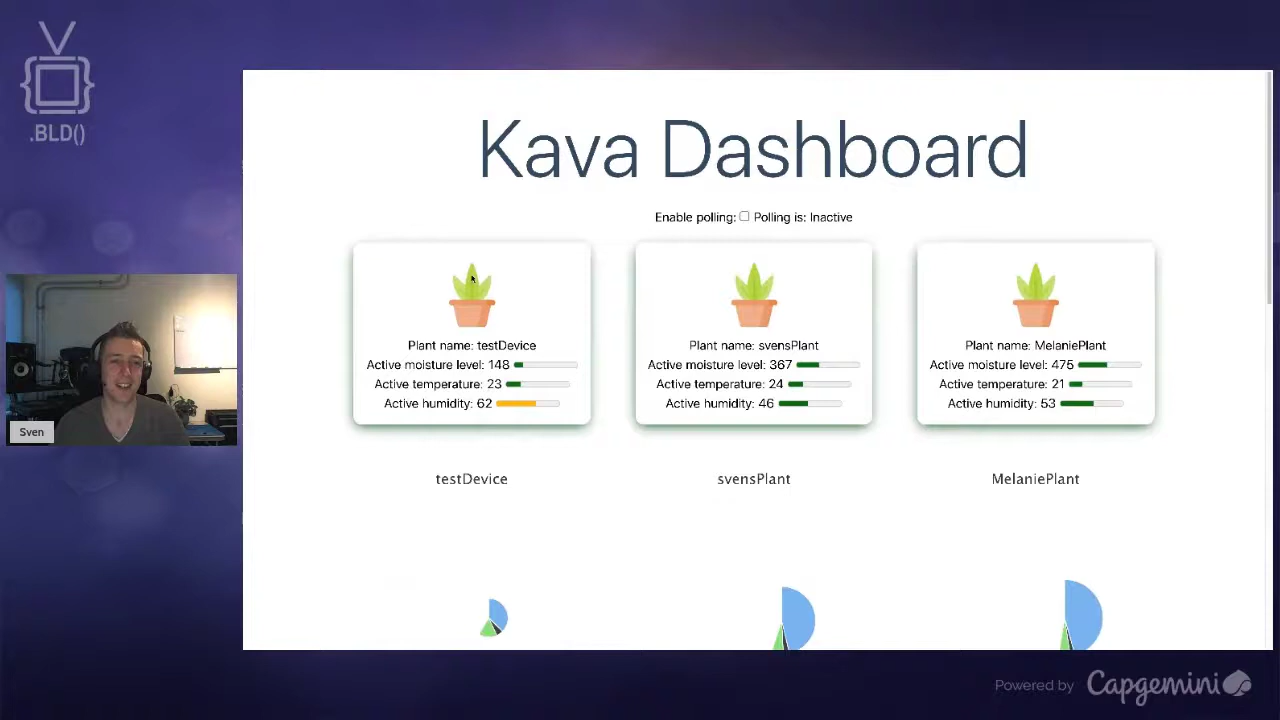 .BLD()
Kava Dashboard
Enable polling: Polling is: Inactive
Plant name: testDevice
Active moisture level: 148
Active temperature: 23
Active humidity: 62
Plant name: svensPlant
Active moisture level: 367
Active temperature: 24
Active humidity: 46
Plant name: MelaniePlant
Active moisture level: 475
Active temperature: 21
Active humidity: 53
testDevice
svensPlant
MelaniePlant
Sven
Powered by Capgemini